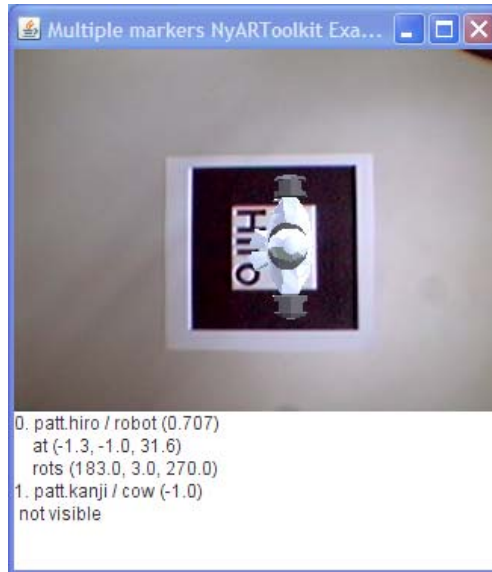 Multiple markers NyARToolkit Exa...
Hiro
0. patt.hiro / robot (0.707)
at (-1.3, -1.0, 31.6)
rots (183.0, 3.0, 270.0)
1. patt.kanji / cow (-1.0)
not visible